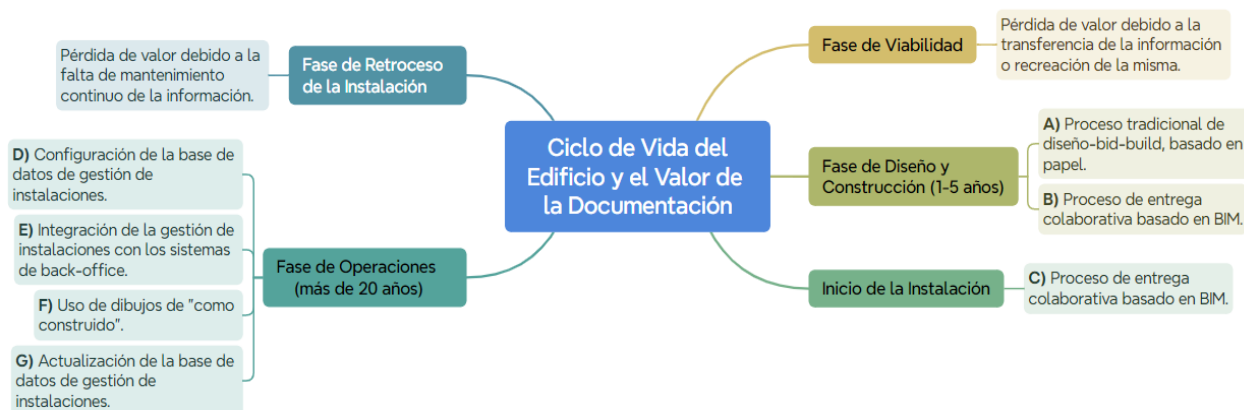 Ciclo de Vida del
Edificio y el Valor de
la Documentación
Fase de Viabilidad
Pérdida de valor debido a la
transferencia de la información
o recreación de la misma.
Fase de Diseño y
Construcción (1-5 años)
A) Proceso tradicional de
diseño-bid-build, basado en
papel.
B) Proceso de entrega
colaborativa basado en BIM.
Inicio de la Instalación
C) Proceso de entrega
colaborativa basado en BIM.
Fase de Operaciones
(más de 20 años)
D) Configuración de la base de
datos de gestión de
instalaciones.
E) Integración de la gestión de
instalaciones con los sistemas
de back-office.
F) Uso de dibujos de "como
construido".
G) Actualización de la base de
datos de gestión de
instalaciones.
Fase de Retroceso
de la Instalación
Pérdida de valor debido a la
falta de mantenimiento
continuo de la información.